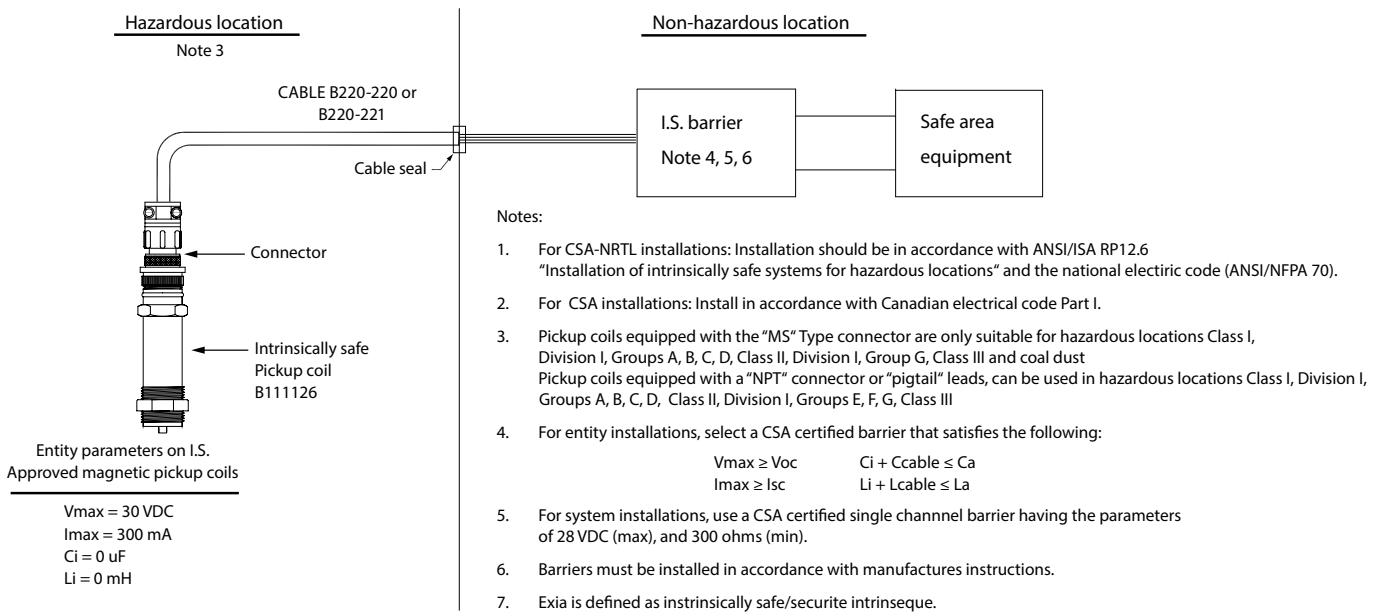 Hazardous location
Note 3
Non-hazardous location
CABLE B220-220 or
B220-221
Cable seal
I.S. barrier
Note 4, 5, 6
Safe area
equipment
Connector
Intrinsically safe
Pickup coil
B111126
Entity parameters on I.S.
Approved magnetic pickup coils
Vmax = 30 VDC
Imax = 300 mA
Ci = 0 uF
Li = 0 mH
Notes:
1. For CSA-NRTL installations: Installation should be in accordance with ANSI/ISA RP12.6
"Installation of intrinsically safe systems for hazardous locations" and the national electiric code (ANSI/NFPA 70).
2. For CSA installations: Install in accordance with Canadian electrical code Part I.
3. Pickup coils equipped with the "MS" Type connector are only suitable for hazardous locations Class I,
Division I, Groups A, B, C, D, Class II, Division I, Group G, Class III and coal dust
Pickup coils equipped with a "NPT" connector or "pigtail" leads, can be used in hazardous locations Class I, Division I,
Groups A, B, C, D, Class II, Division I, Groups E, F, G, Class III
4. For entity installations, select a CSA certified barrier that satisfies the following:
Vmax ≥ Voc Ci + Ccable ≤ Ca
Imax ≥ Isc Li + Lcable ≤ La
5. For system installations, use a CSA certified single channnel barrier having the parameters
of 28 VDC (max), and 300 ohms (min).
6. Barriers must be installed in accordance with manufactures instructions.
7. Exia is defined as instrinsically safe/securite intrinseque.